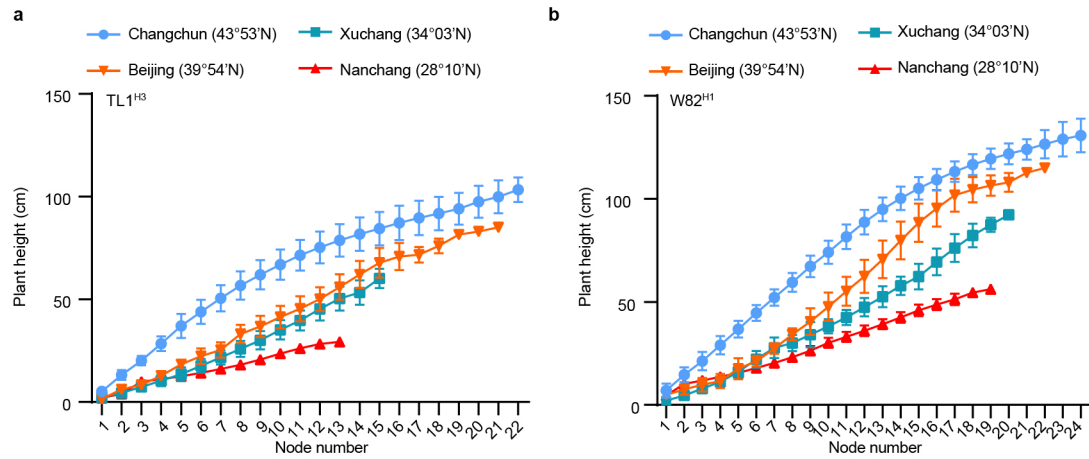 a
Changchun (43°53'N)
Xuchang (34°03'N)
Beijing (39°54'N)
Nanchang (28°10'N)
TL1H3
Plant height (cm)
150
100
50
0
1 2 3 4 5 6 7 8 9 10 11 12 13 14 15 16 17 18 19 20 21 22
Node number
b
Changchun (43°53'N)
Xuchang (34°03'N)
Beijing (39°54'N)
Nanchang (28°10'N)
W82H1
Plant height (cm)
150
100
50
0
1 2 3 4 5 6 7 8 9 10 11 12 13 14 15 16 17 18 19 20 21 22 23 24
Node number